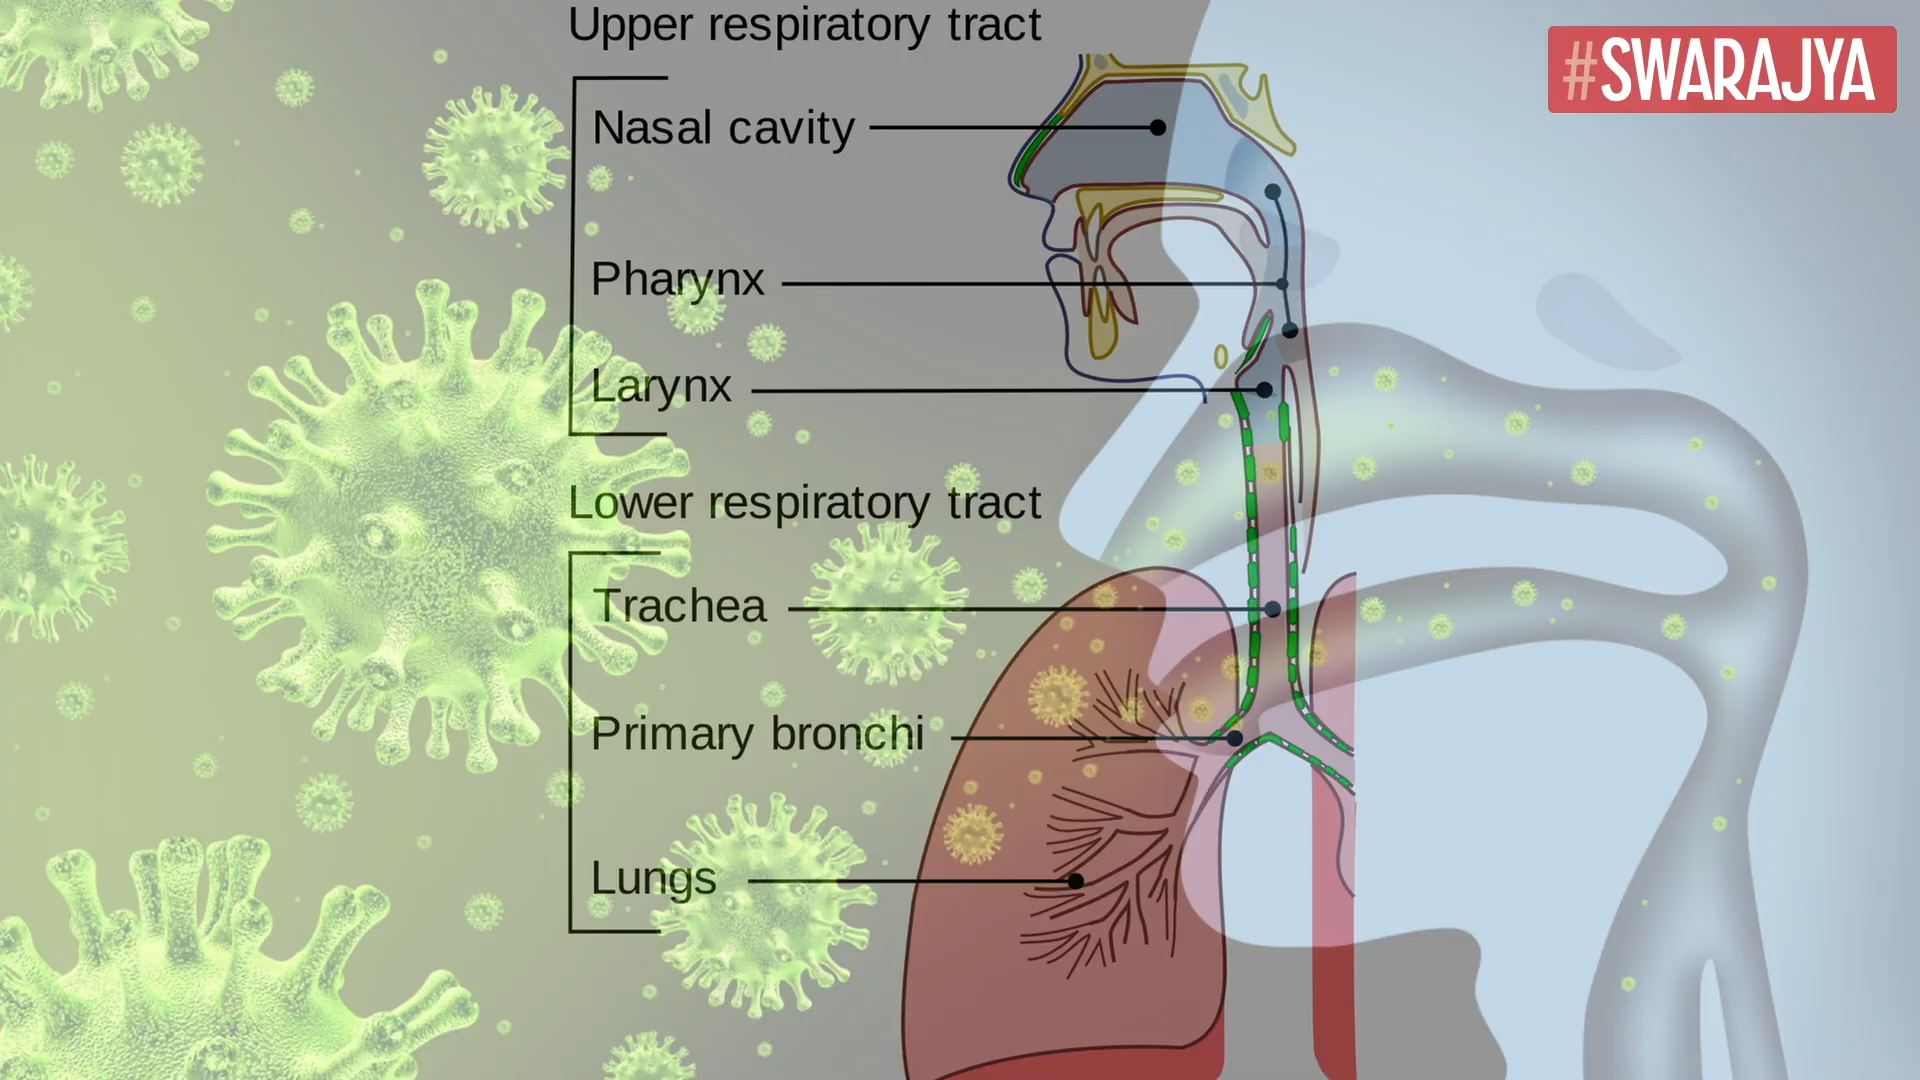 Upper respiratory tract
#SWARAJYA
Nasal cavity
Pharynx
Larynx
Lower respiratory tract
Trachea
Primary bronchi
Lungs